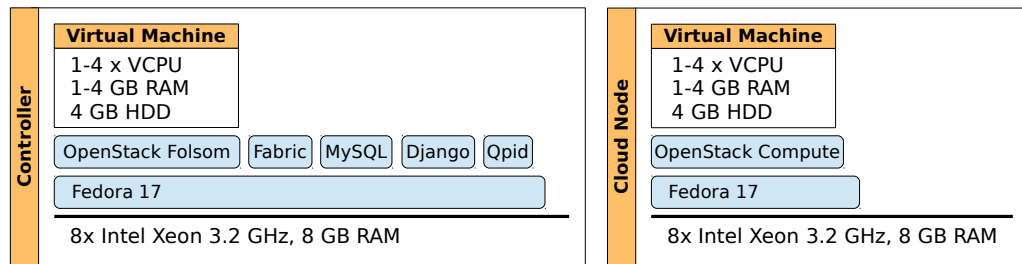 Controller
Virtual Machine
1-4 x VCPU
1-4 GB RAM
4 GB HDD
OpenStack Folsom
Fabric
MySQL
Django
Qpid
Fedora 17
8x Intel Xeon 3.2 GHz, 8 GB RAM
Cloud Node
Virtual Machine
1-4 x VCPU
1-4 GB RAM
4 GB HDD
OpenStack Compute
Fedora 17
8x Intel Xeon 3.2 GHz, 8 GB RAM